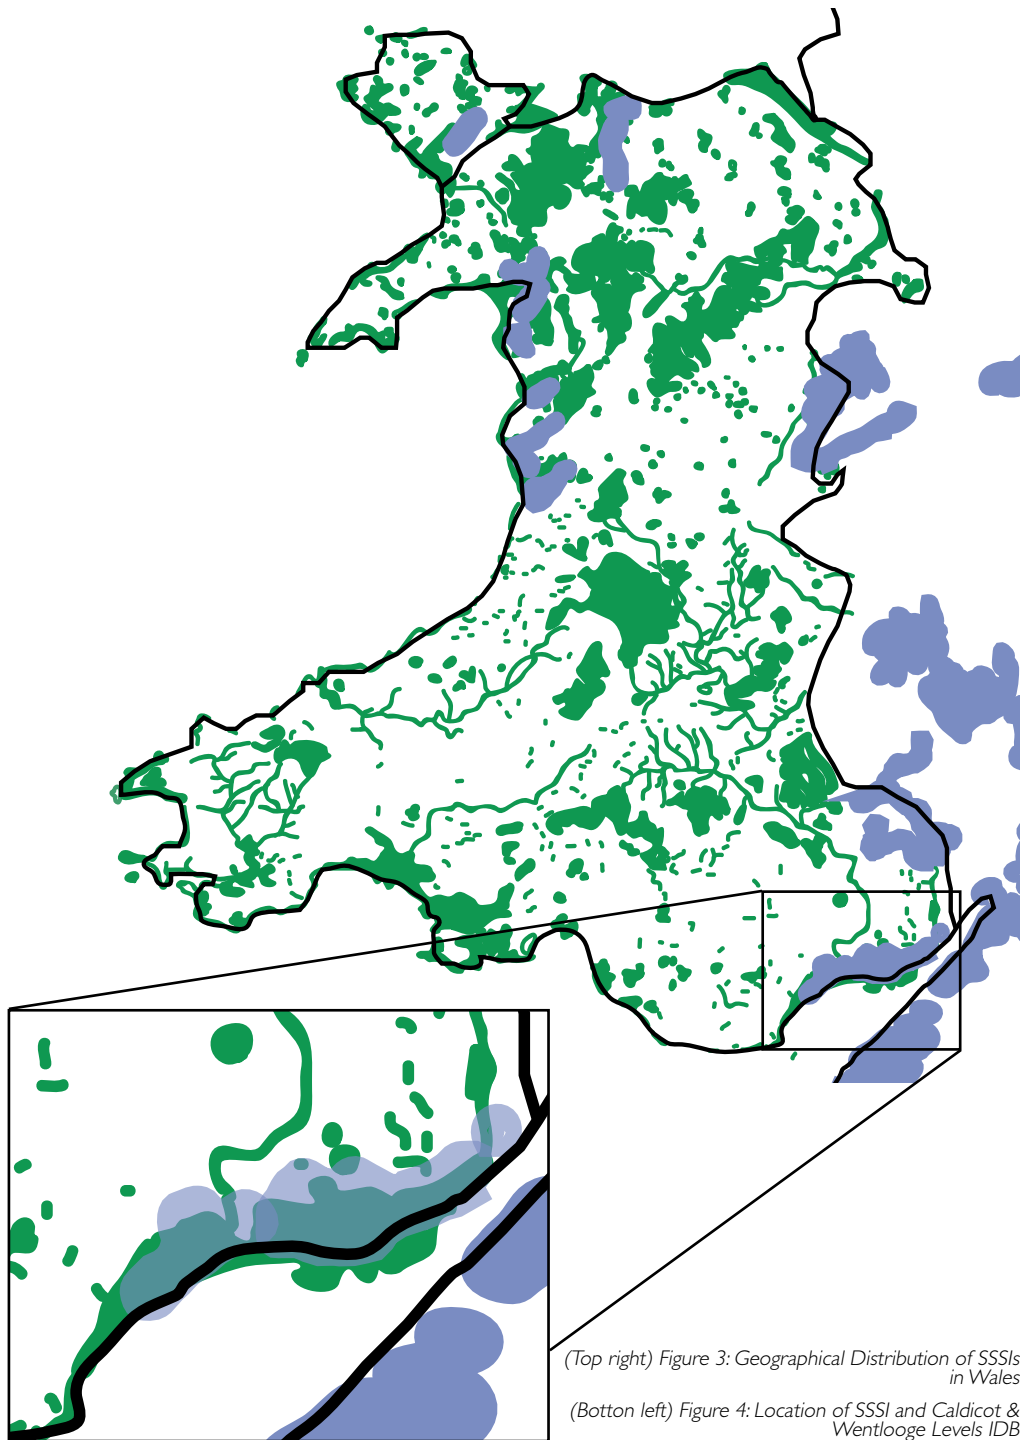 (Top right) Figure 3: Geographical Distribution of SSSIs
in Wales
(Botton left) Figure 4: Location of SSSI and Caldicot &
Wentlooge Levels IDB